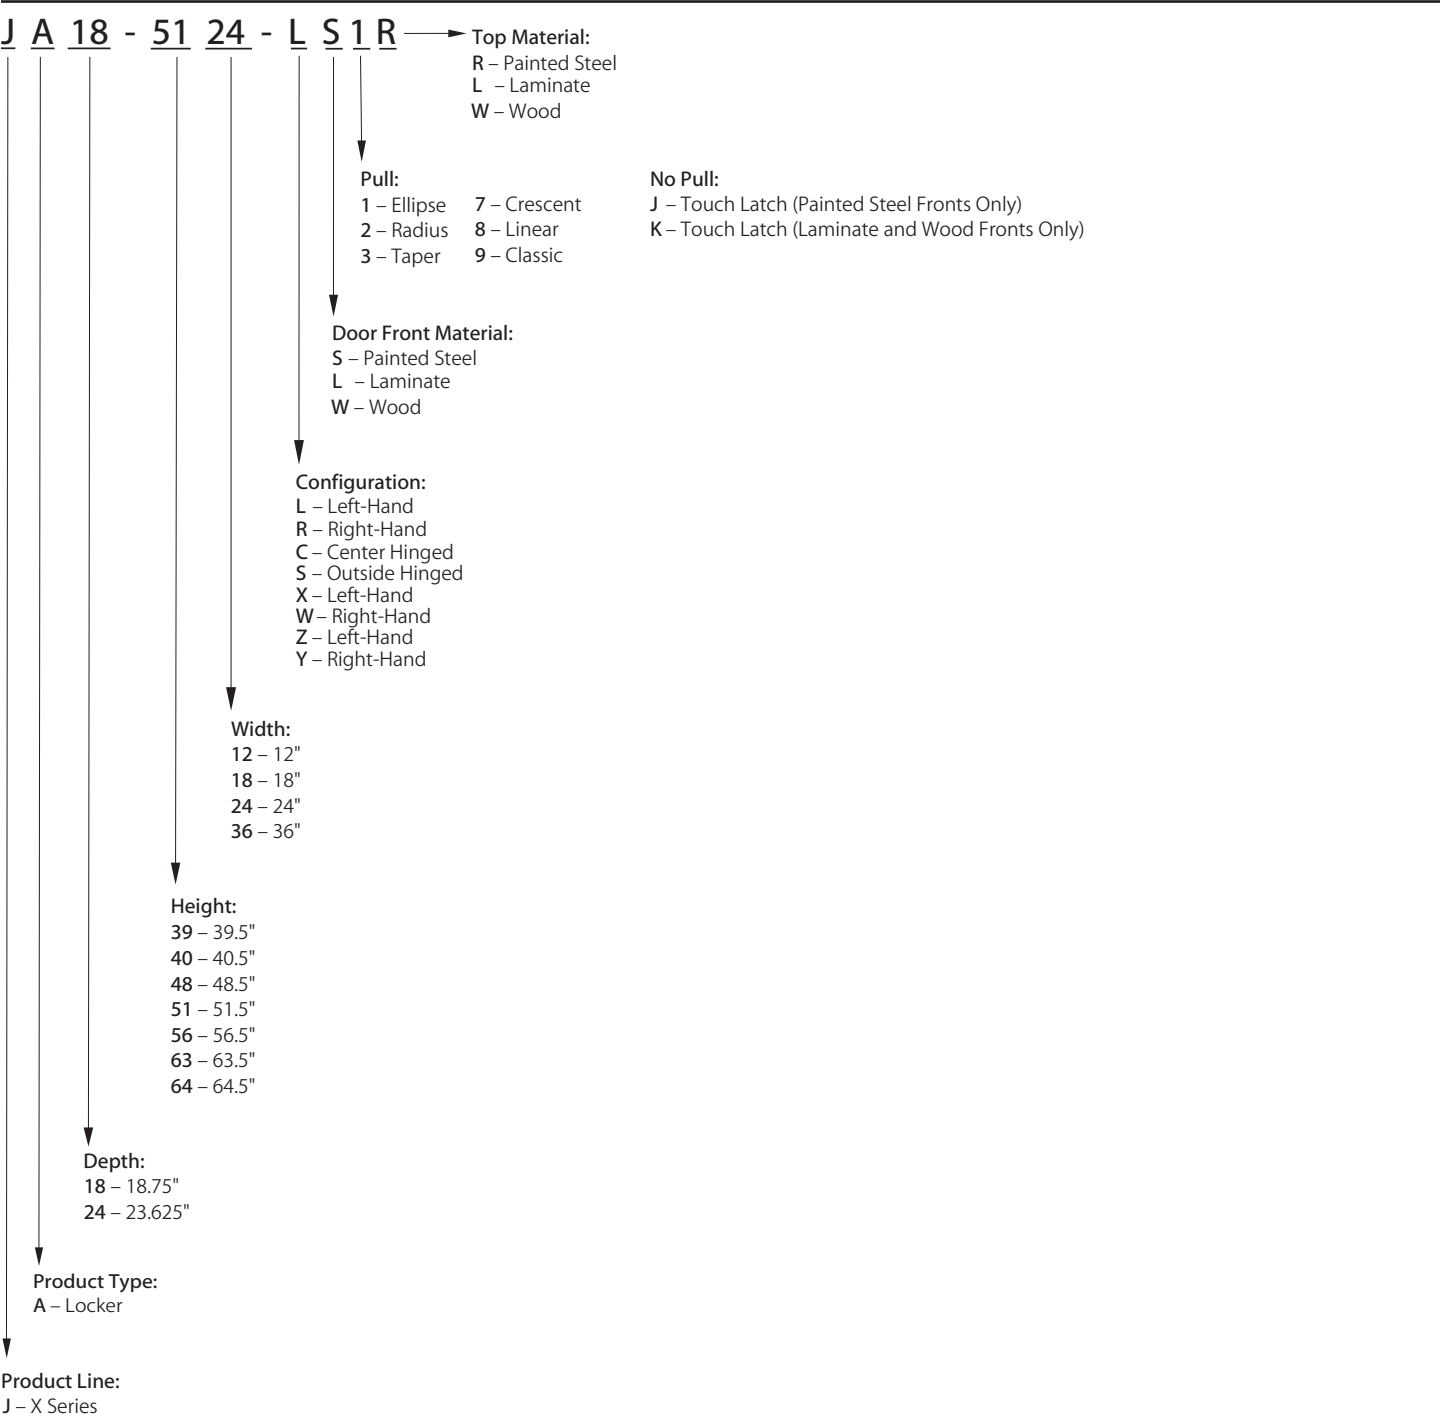 J A 18 - 51 24 - L S 1 R
Top Material:
R – Painted Steel
L – Laminate
W – Wood
Pull:
1 – Ellipse
2 – Radius
3 – Taper
7 – Crescent
8 – Linear
9 – Classic
No Pull:
J – Touch Latch (Painted Steel Fronts Only)
K – Touch Latch (Laminate and Wood Fronts Only)
Door Front Material:
S – Painted Steel
L – Laminate
W – Wood
Configuration:
L – Left-Hand
R – Right-Hand
C – Center Hinged
S – Outside Hinged
X – Left-Hand
W – Right-Hand
Z – Left-Hand
Y – Right-Hand
Width:
12 – 12"
18 – 18"
24 – 24"
36 – 36"
Height:
39 – 39.5"
40 – 40.5"
48 – 48.5"
51 – 51.5"
56 – 56.5"
63 – 63.5"
64 – 64.5"
Depth:
18 – 18.75"
24 – 23.625"
Product Type:
A – Locker
Product Line:
J – X Series